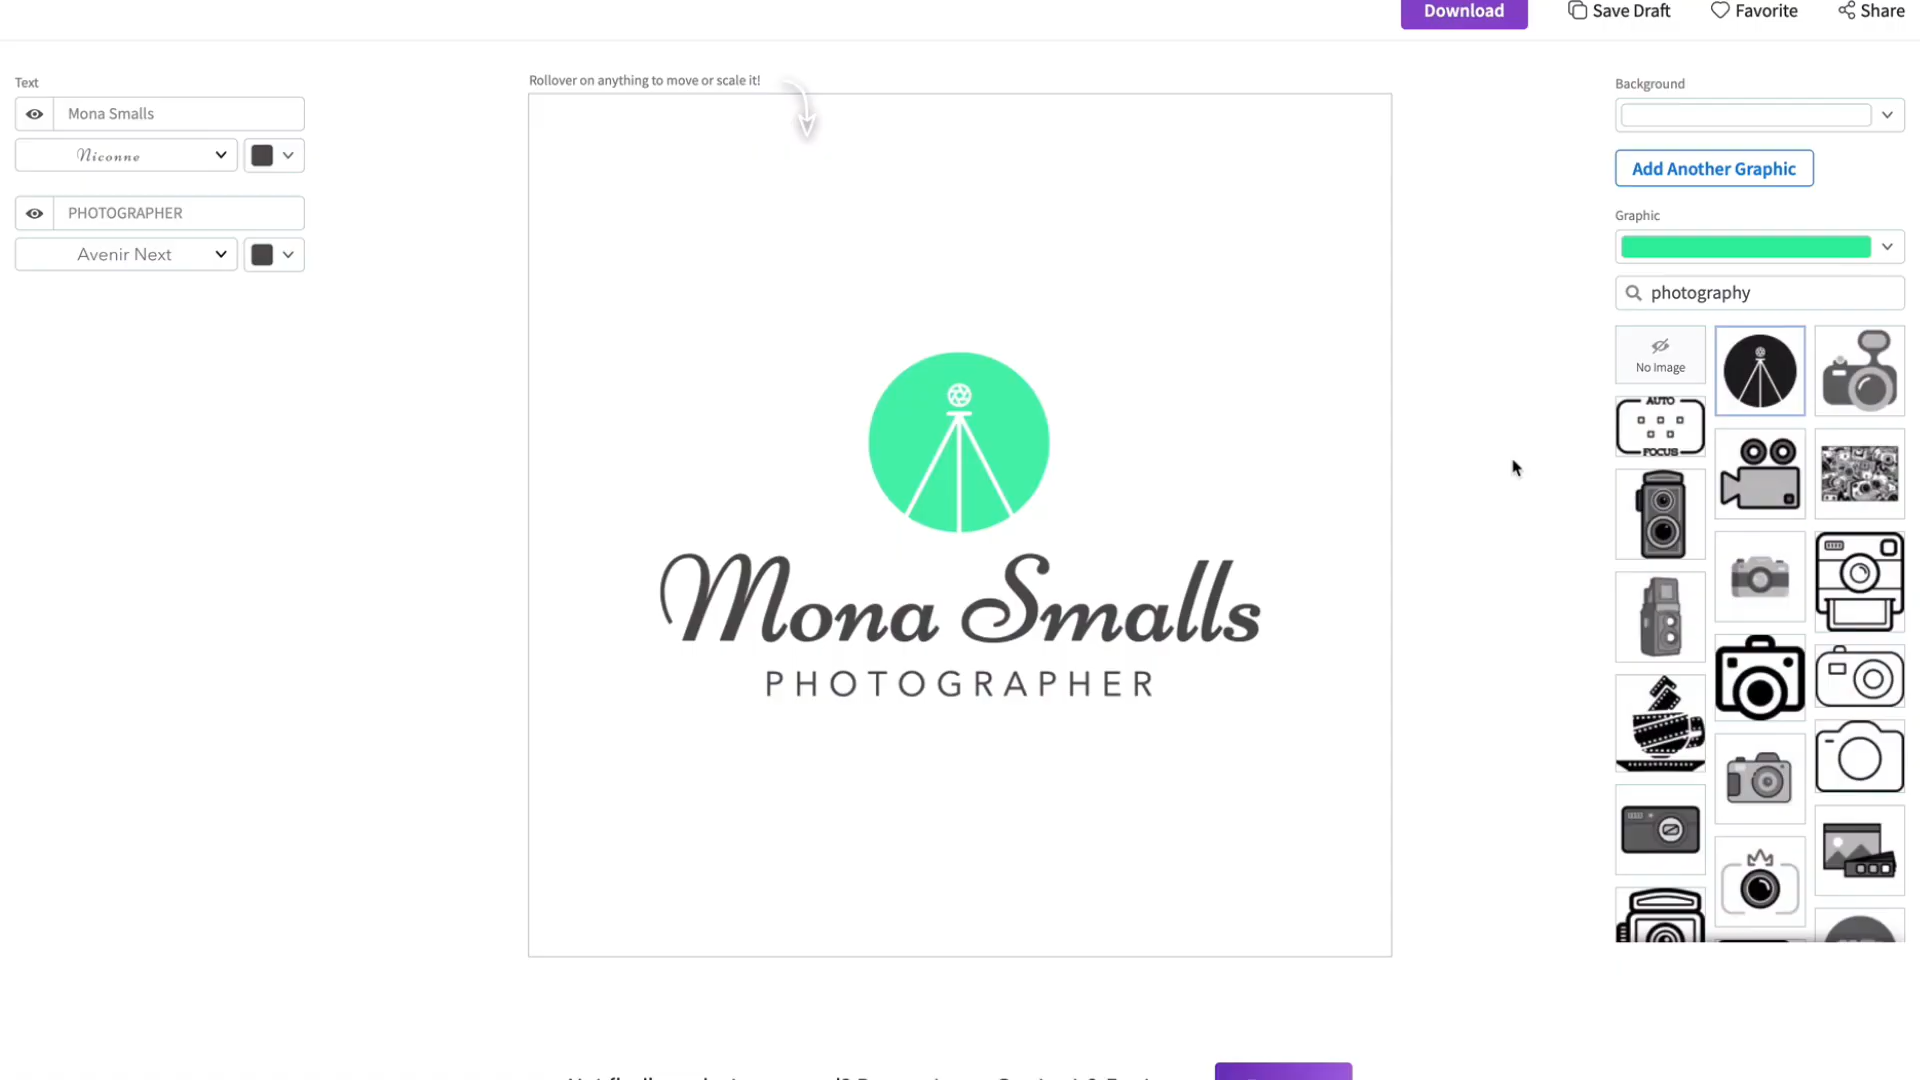 Download
Save Draft
Favorite
Share
Text
Mona Smalls
Niconne
PHOTOGRAPHER
Avenir Next
Rollover on anything to move or scale it!
Mona Smalls
PHOTOGRAPHER
Background
Add Another Graphic
Graphic
photography
No Image
AUTO
FOCUS